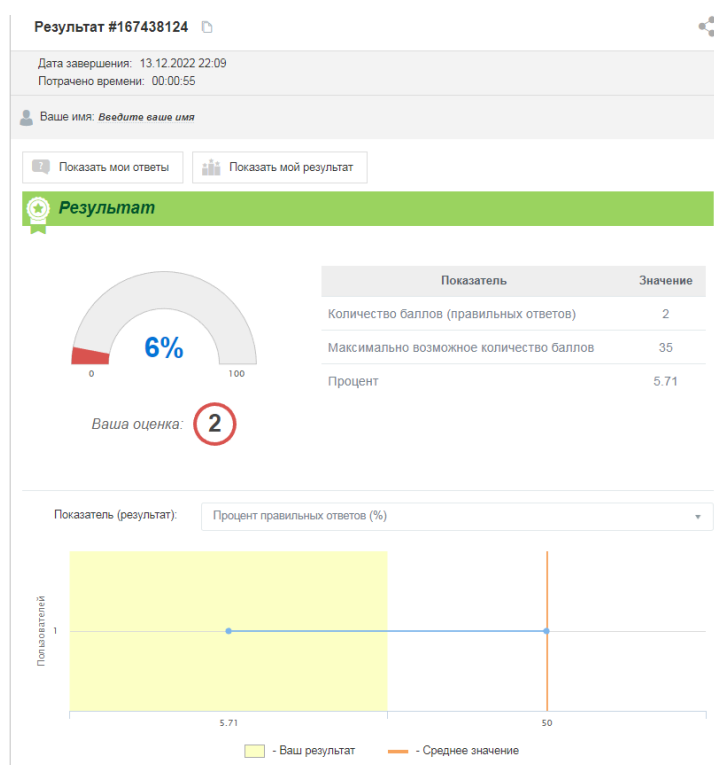 Результат #167438124
Дата завершения: 13.12.2022 22:09
Потрачено времени: 00:00:55
Ваше имя: Введите ваше имя
Показать мои ответы
Показать мой результат
Результат
6%
0
100
Ваша оценка: 2
Показатель Значение
Количество баллов (правильных ответов) 2
Максимально возможное количество баллов 35
Процент 5.71
Показатель (результат): Процент правильных ответов (%)
Пользователей
1
5.71
50
- Ваш результат
- Среднее значение